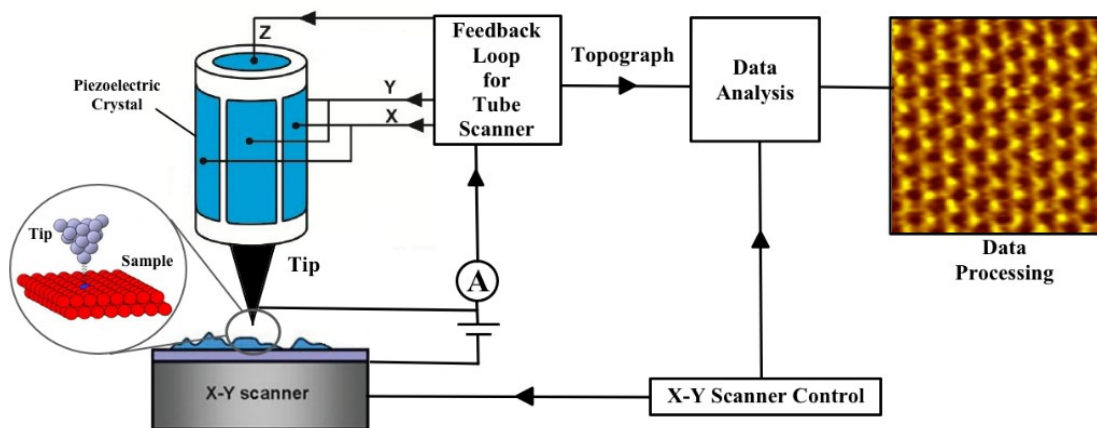 Z
Feedback
Loop
for
Tube
Scanner
Topograph
Data
Analysis
Piezoelectric
Crystal
Y
X
Tip
Sample
Tip
A
Data
Processing
X-Y scanner
X-Y Scanner Control